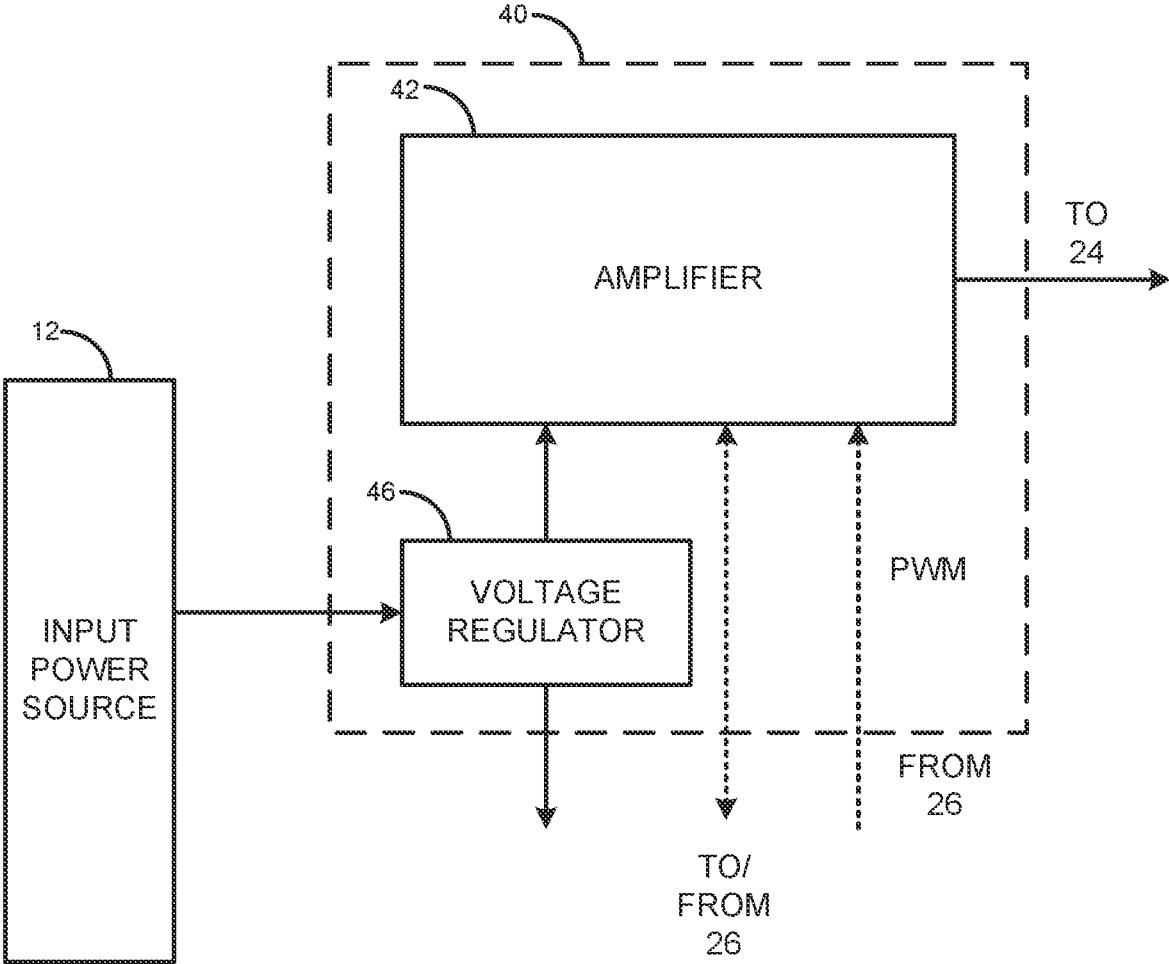 40
42
AMPLIFIER
TO
24
12
46
VOLTAGE
REGULATOR
PWM
INPUT
POWER
SOURCE
FROM
26
TO/
FROM
26